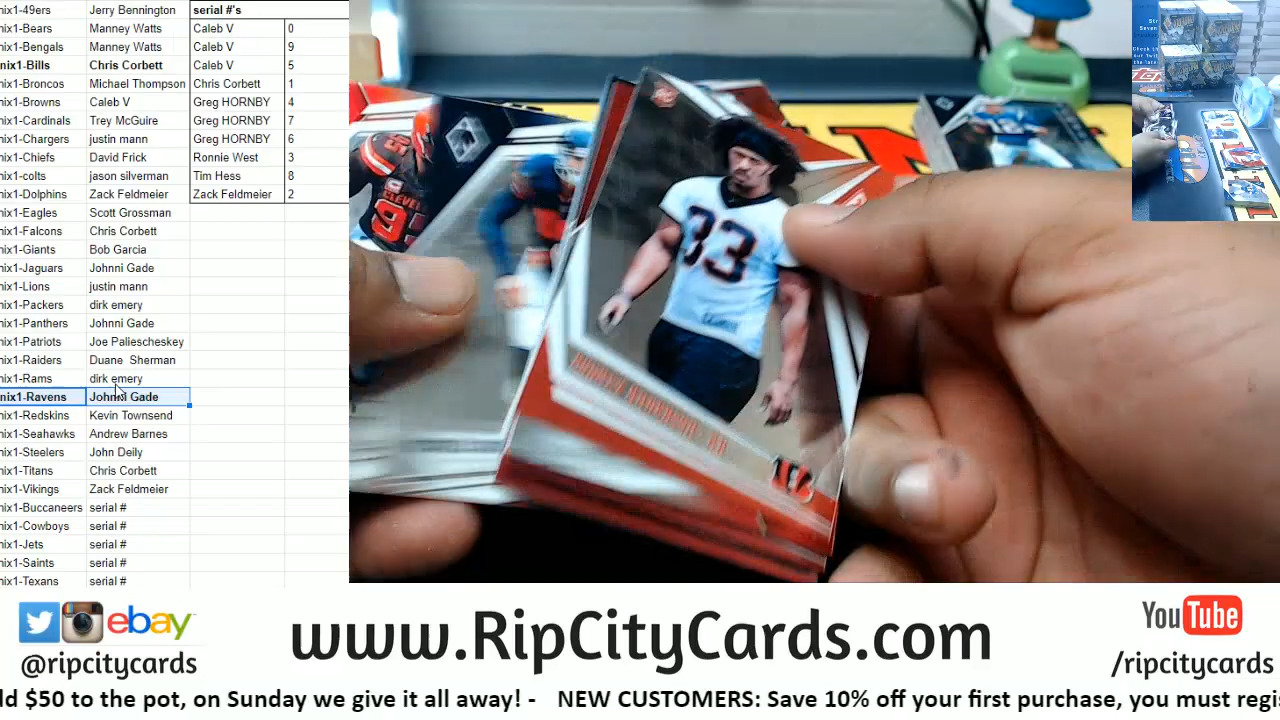 nix1-49ers Jerry Bennington serial #'s
nix1-Bears Manney Watts Caleb V 0
nix1-Bengals Manney Watts Caleb V 9
nix1-Bills Chris Corbett Caleb V 5
nix1-Broncos Michael Thompson Chris Corbett 1
nix1-Browns Caleb V Greg HORNBY 4
nix1-Cardinals Trey McGuire Greg HORNBY 7
nix1-Chargers justin mann Greg HORNBY 6
nix1-Chiefs David Frick Ronnie West 3
nix1-colts jason silverman Tim Hess 8
nix1-Dolphins Zack Feldmeier Zack Feldmeier 2
nix1-Eagles Scott Grossman
nix1-Falcons Chris Corbett
nix1-Giants Bob Garcia
nix1-Jaguars Johnni Gade
nix1-Lions justin mann
nix1-Packers dirk emery
nix1-Panthers Johnni Gade
nix1-Patriots Joe Paliescheskey
nix1-Raiders Duane Sherman
nix1-Rams dirk emery
nix1-Ravens Johnni Gade
nix1-Redskins Kevin Townsend
nix1-Seahawks Andrew Barnes
nix1-Steelers John Deily
nix1-Titans Chris Corbett
nix1-Vikings Zack Feldmeier
nix1-Buccaneers serial #
nix1-Cowboys serial #
nix1-Jets serial #
nix1-Saints serial #
nix1-Texans serial #
33
ebay
@ripcitycards
www.RipCityCards.com
YouTube
/ripcitycards
dd $50 to the pot, on Sunday we give it all away! - NEW CUSTOMERS: Save 10% off your first purchase, you must regi